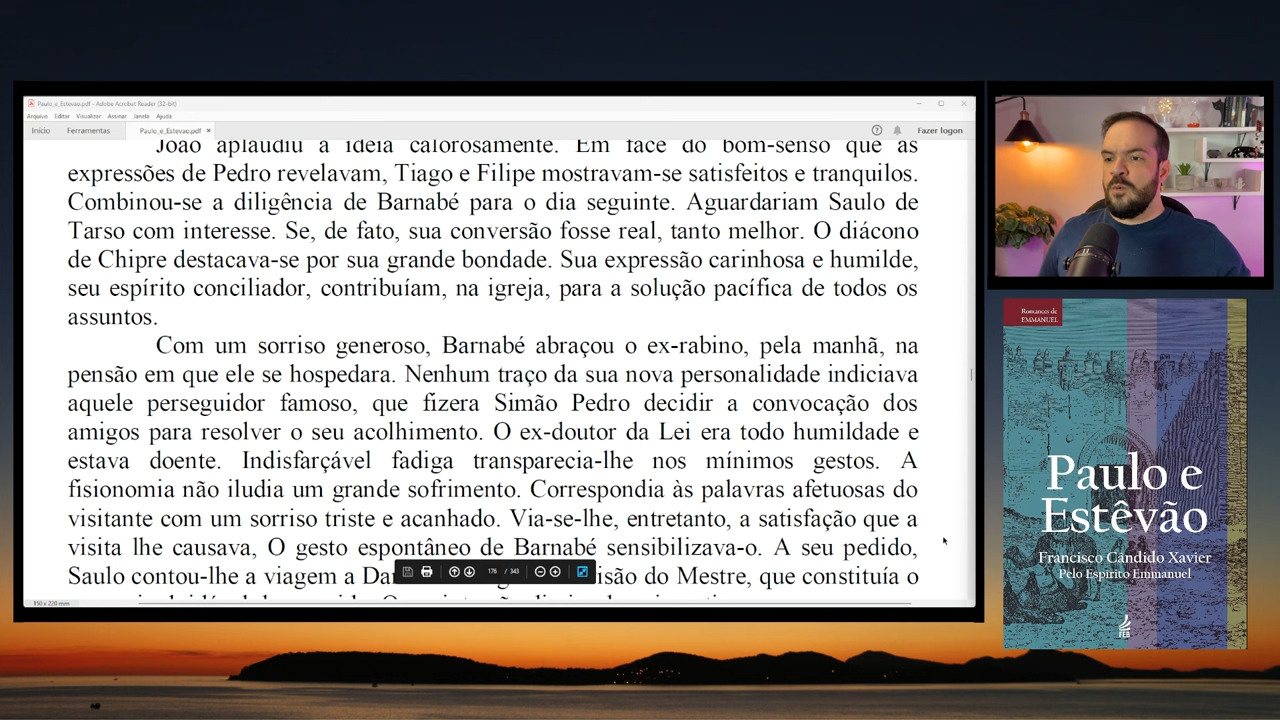 Paulo_e_Estevao.pdf - Adobe Acrobat Reader (32-bit)
Arquivo Editar Visualizar Assinar Janela Ajuda
Início Ferramentas Paulo_e_Estevao.pdf × Fazer logon
João aplaudiu a ideia calorosamente. Em face do bom-senso que as
expressões de Pedro revelavam, Tiago e Filipe mostravam-se satisfeitos e tranquilos.
Combinou-se a diligência de Barnabé para o dia seguinte. Aguardariam Saulo de
Tarso com interesse. Se, de fato, sua conversão fosse real, tanto melhor. O diácono
de Chipre destacava-se por sua grande bondade. Sua expressão carinhosa e humilde,
seu espírito conciliador, contribuíam, na igreja, para a solução pacífica de todos os
assuntos.
Com um sorriso generoso, Barnabé abraçou o ex-rabino, pela manhã, na
pensão em que ele se hospedara. Nenhum traço da sua nova personalidade indiciava
aquele perseguidor famoso, que fizera Simão Pedro decidir a convocação dos
amigos para resolver o seu acolhimento. O ex-doutor da Lei era todo humildade e
estava doente. Indisfarçável fadiga transparecia-lhe nos mínimos gestos. A
fisionomia não iludia um grande sofrimento. Correspondia às palavras afetuosas do
visitante com um sorriso triste e acanhado. Via-se-lhe, entretanto, a satisfação que a
visita lhe causava, O gesto espontâneo de Barnabé sensibilizava-o. A seu pedido,
Saulo contou-lhe a viagem a Da isão do Mestre, que constituía o
176 / 343
150 x 220 mm
Romances de
EMMANUEL
Paulo e
Estêvão
Francisco Cândido Xavier
Pelo Espírito Emmanuel
FEB